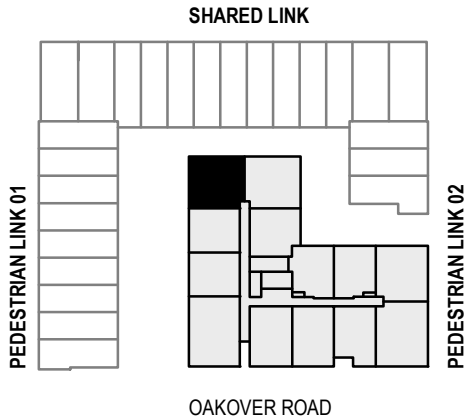 SHARED LINK
PEDESTRIAN LINK 01
PEDESTRIAN LINK 02
OAKOVER ROAD